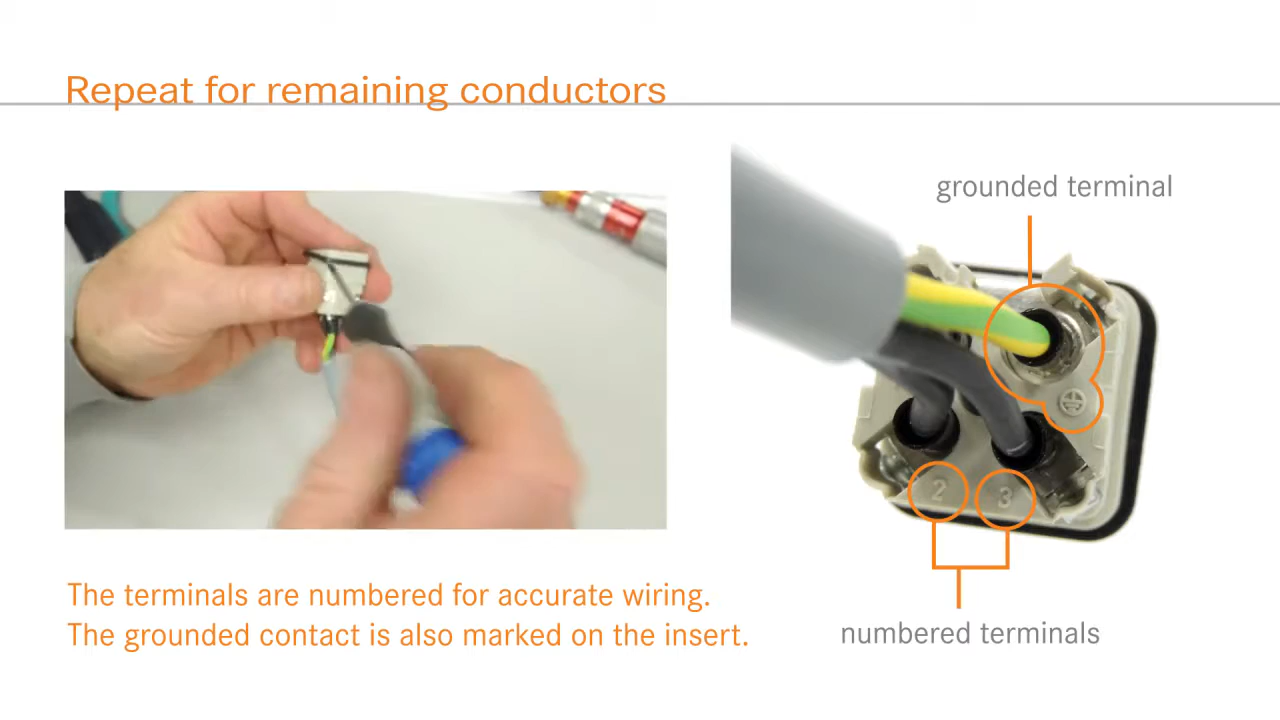 Repeat for remaining conductors
grounded terminal
2
3
The terminals are numbered for accurate wiring.
The grounded contact is also marked on the insert.
numbered terminals